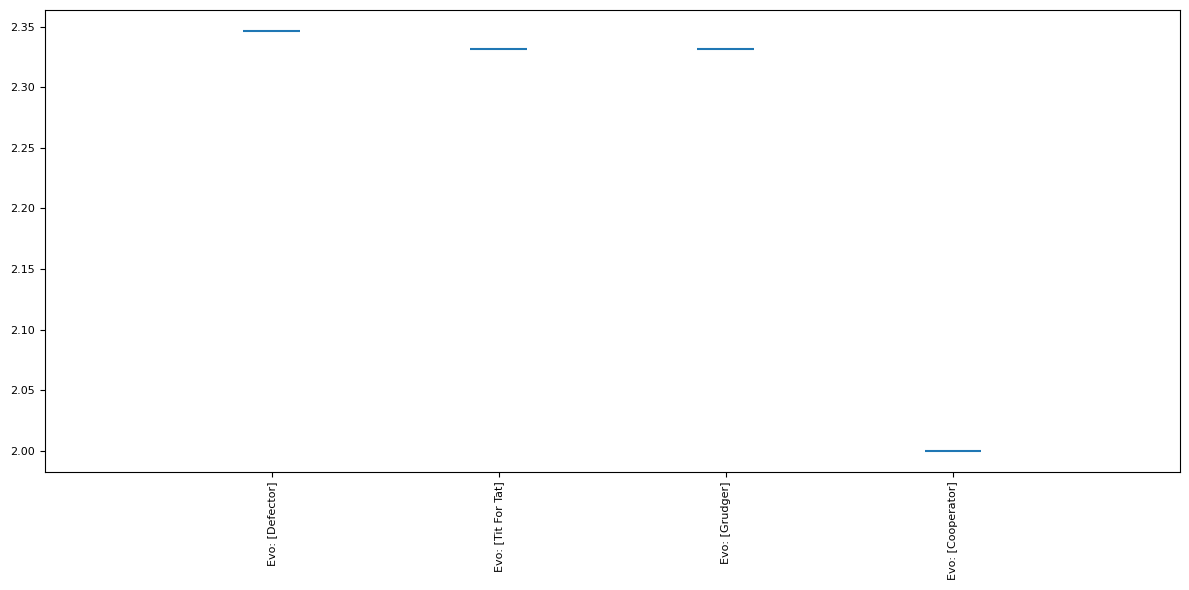 2.35
2.30
2.25
2.20
2.15
2.10
2.05
2.00
Evo: [Defector]
Evo: [Tit For Tat]
Evo: [Grudger]
Evo: [Cooperator]